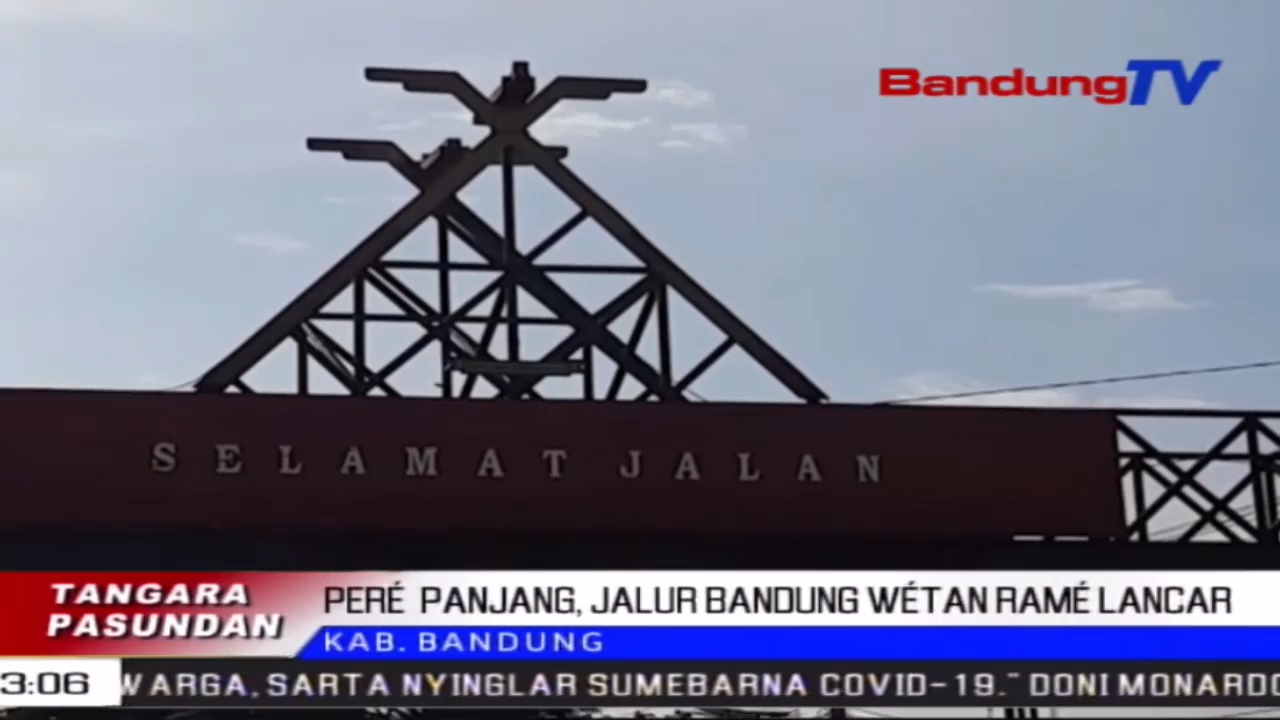 BandungTV
SELAMAT JALAN
TANGARA
PASUNDAN
PERÉ PANJANG, JALUR BANDUNG WÉTAN RAMÉ LANCAR
KAB. BANDUNG
3:06
WARGA, SARTA NYINGLAR SUMEBARNA COVID-19." DONI MONARDO